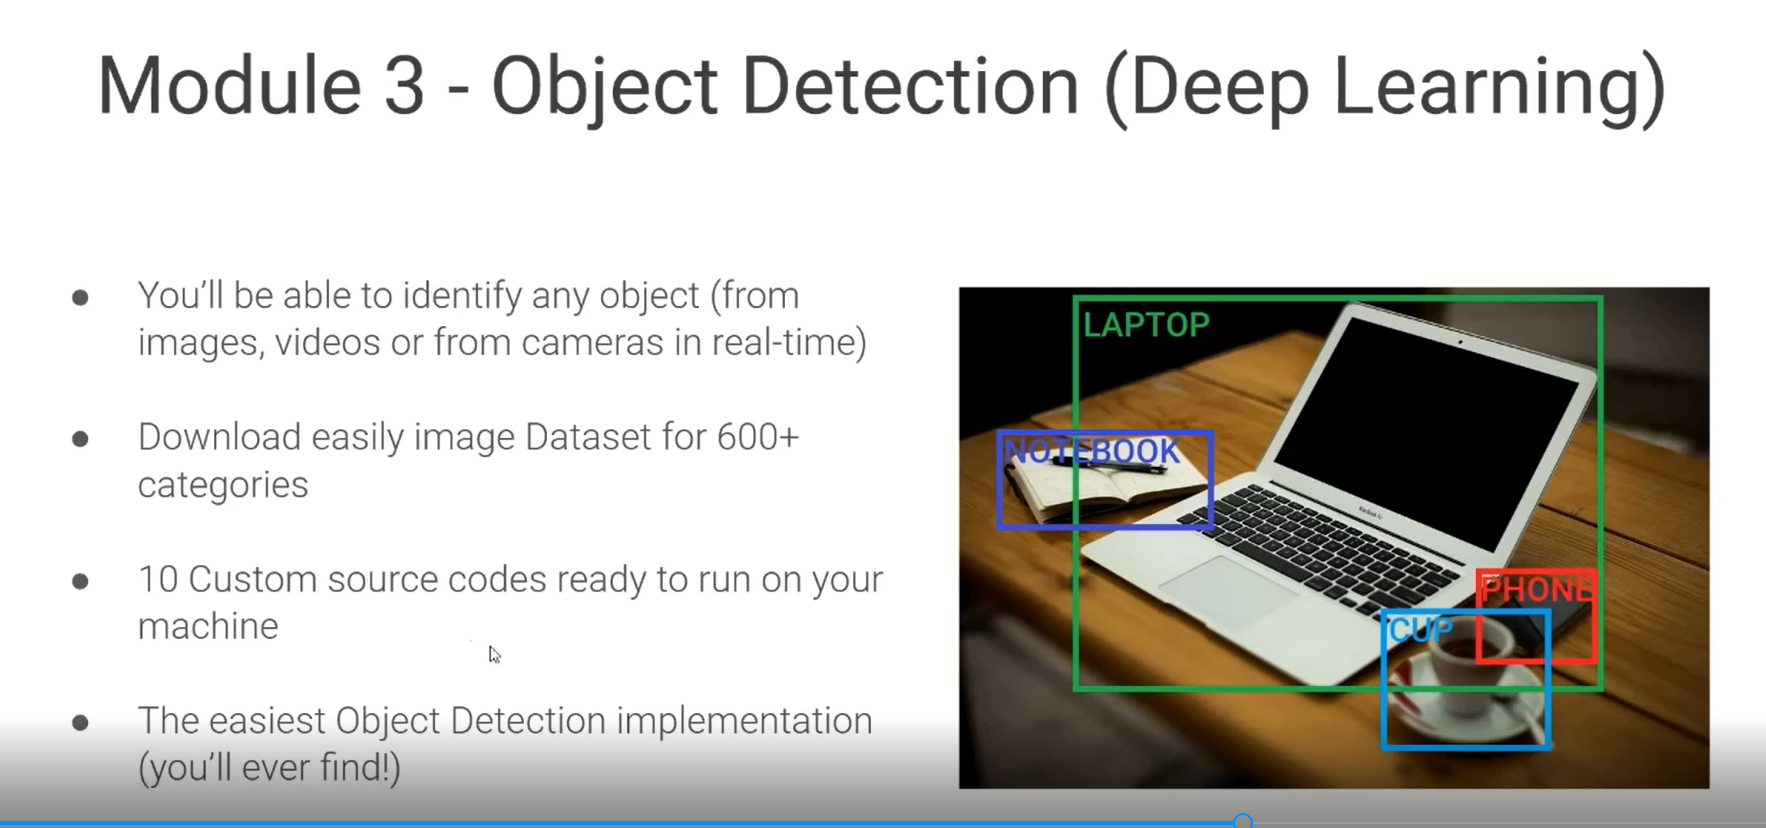 Module 3 - Object Detection (Deep Learning)
● You'll be able to identify any object (from
images, videos or from cameras in real-time)
● Download easily image Dataset for 600+
categories
● 10 Custom source codes ready to run on your
machine
● The easiest Object Detection implementation
(you'll ever find!)
LAPTOP
NOTEBOOK
PHONE
CUP